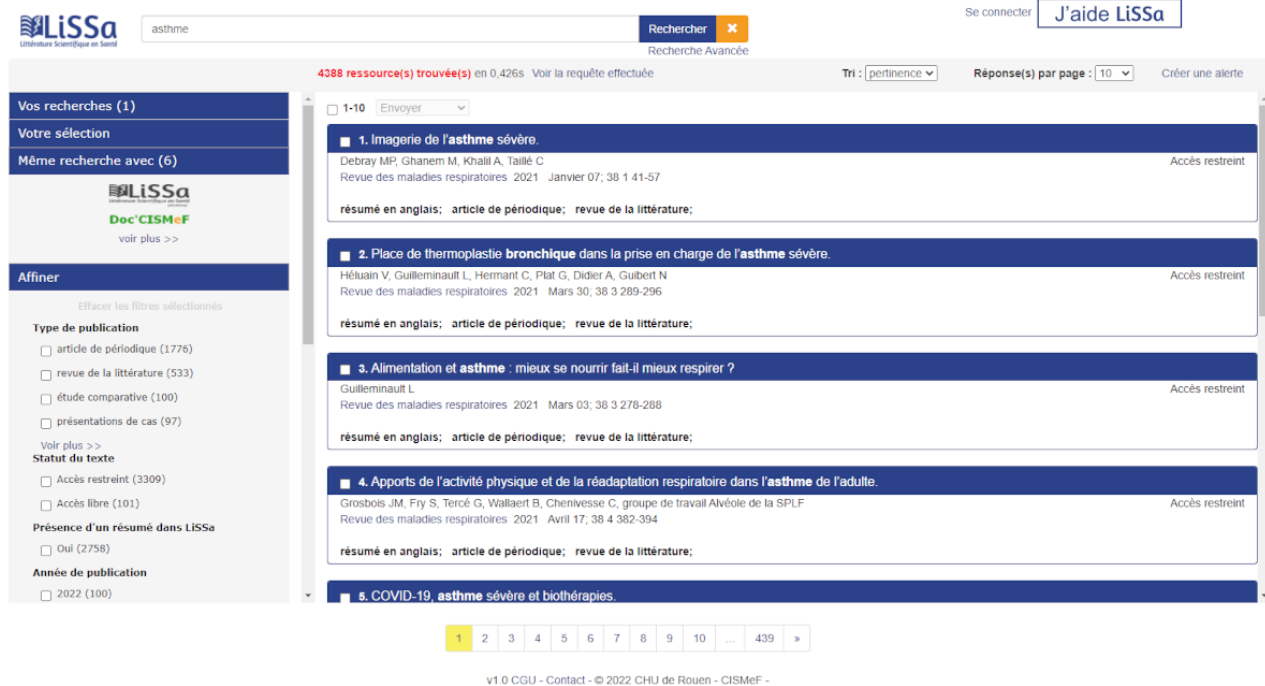 LiSSa
Littérature Scientifique en Santé
asthme
Rechercher
Recherche Avancée
Se connecter
J'aide LiSSa
4388 ressource(s) trouvée(s) en 0,426s Voir la requête effectuée
Tri : pertinence
Réponse(s) par page : 10
Créer une alerte
Vos recherches (1)
Votre sélection
Même recherche avec (6)
LiSSa
Doc'CISMeF
voir plus >>
Affiner
Effacer les filtres sélectionnés
Type de publication
article de périodique (1776)
revue de la littérature (533)
étude comparative (100)
présentations de cas (97)
Voir plus >>
Statut du texte
Accès restreint (3309)
Accès libre (101)
Présence d'un résumé dans LiSSa
Oui (2758)
Année de publication
2022 (100)
1-10 Envoyer
1. Imagerie de l'asthme sévère.
Debray MP, Ghanem M, Khalil A, Taillé C
Accès restreint
Revue des maladies respiratoires 2021 Janvier 07; 38 1 41-57
résumé en anglais; article de périodique; revue de la littérature;
2. Place de thermoplastie bronchique dans la prise en charge de l'asthme sévère.
Héluain V, Guilleminault L, Hermant C, Plat G, Didier A, Guibert N
Accès restreint
Revue des maladies respiratoires 2021 Mars 30; 38 3 289-296
résumé en anglais; article de périodique; revue de la littérature;
3. Alimentation et asthme : mieux se nourrir fait-il mieux respirer ?
Guilleminault L
Accès restreint
Revue des maladies respiratoires 2021 Mars 03; 38 3 278-288
résumé en anglais; article de périodique; revue de la littérature;
4. Apports de l'activité physique et de la réadaptation respiratoire dans l'asthme de l'adulte.
Grosbois JM, Fry S, Tercé G, Wallaert B, Chenivesse C, groupe de travail Alvéole de la SPLF
Accès restreint
Revue des maladies respiratoires 2021 Avril 17; 38 4 382-394
résumé en anglais; article de périodique; revue de la littérature;
5. COVID-19, asthme sévère et biothérapies.
1 2 3 4 5 6 7 8 9 10 ... 439 »
v1.0 CGU - Contact - © 2022 CHU de Rouen - CISMeF -